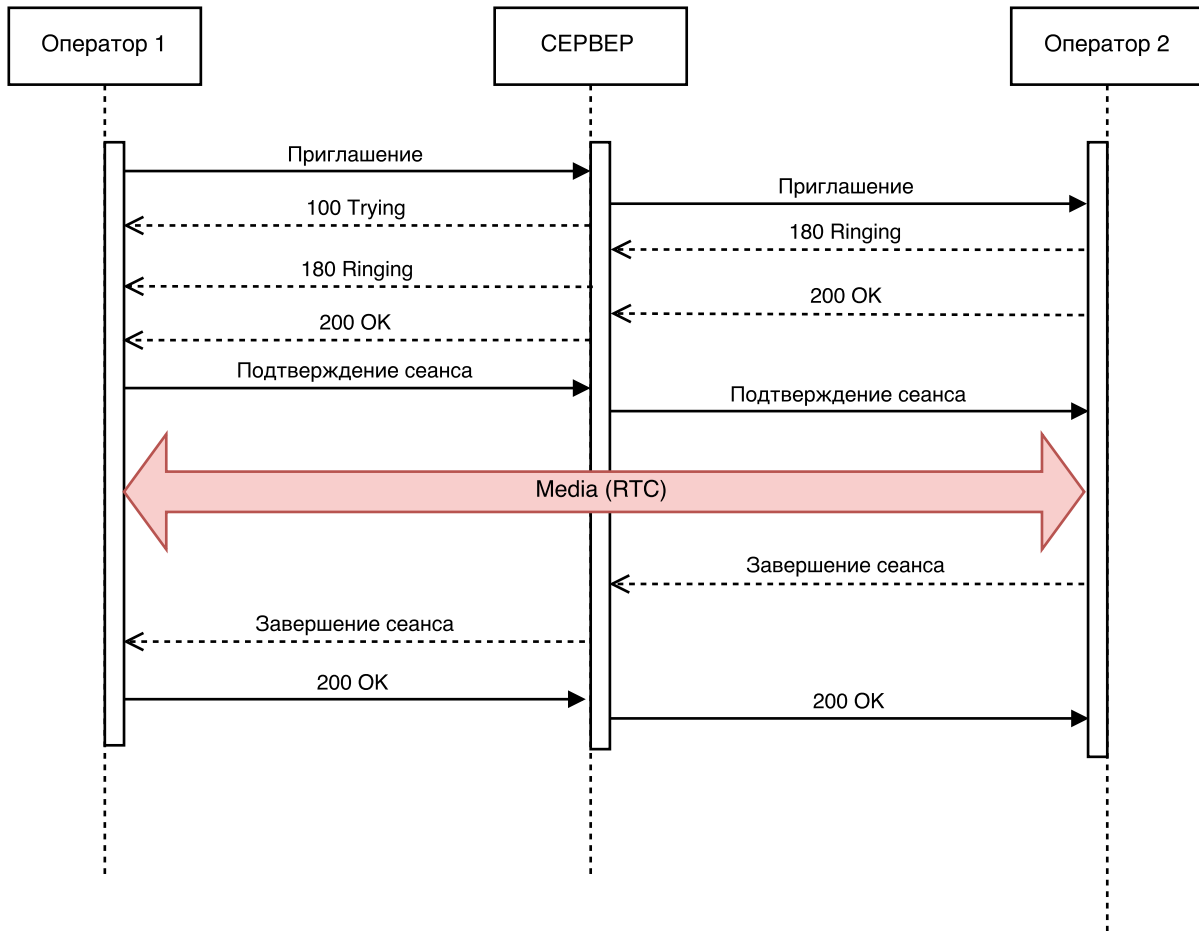 Оператор 1
СЕРВЕР
Оператор 2
Приглашение
Приглашение
100 Trying
180 Ringing
180 Ringing
200 OK
200 OK
Подтверждение сеанса
Подтверждение сеанса
Media (RTC)
Завершение сеанса
Завершение сеанса
200 OK
200 OK